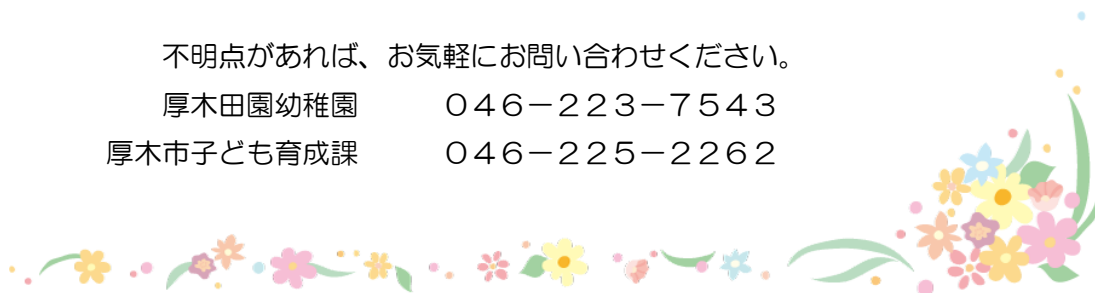 不明点があれば、お気軽にお問い合わせください。
厚木田園幼稚園　　　０４６－２２３－７５４３
厚木市子ども育成課　　　０４６－２２５－２２６２